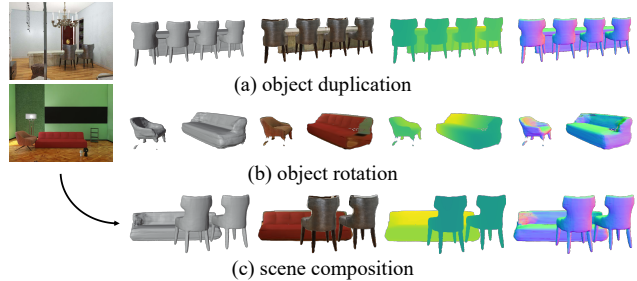 (a) object duplication
(b) object rotation
(c) scene composition